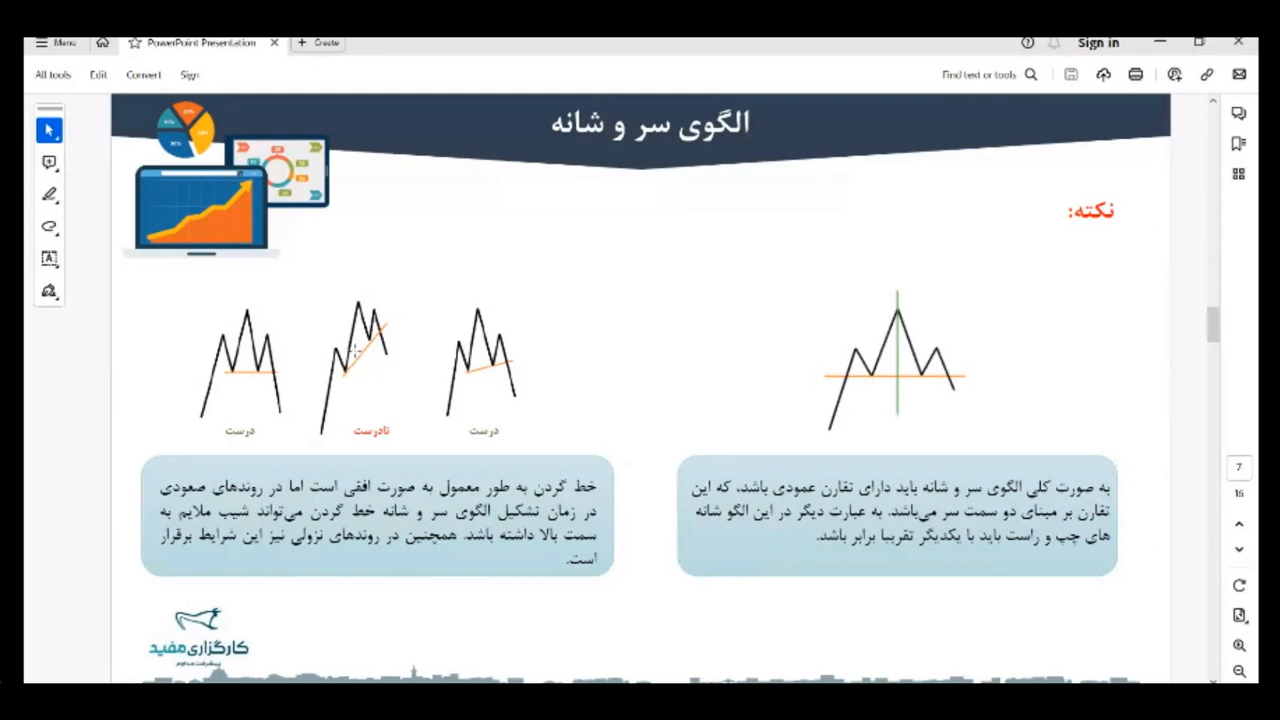 Menu
PowerPoint Presentation
Create
Sign in
All tools
Edit
Convert
Sign
Find text or tools
الگوی سر و شانه
نکته:
درست
نادرست
درست
به صورت کلی الگوی سر و شانه باید دارای تقارن عمودی باشد، که این
تقارن بر مبنای دو سمت سر می‌باشد. به عبارت دیگر در این الگو شانه
های چپ و راست باید با یکدیگر تقریبا برابر باشد.
خط گردن به طور معمول به صورت افقی است اما در روندهای صعودی
در زمان تشکیل الگوی سر و شانه خط گردن می‌تواند شیب ملایم به
سمت بالا داشته باشد. همچنین در روندهای نزولی نیز این شرایط برقرار
است.
7
16
کارگزاری مفید
پیشرفت مداوم